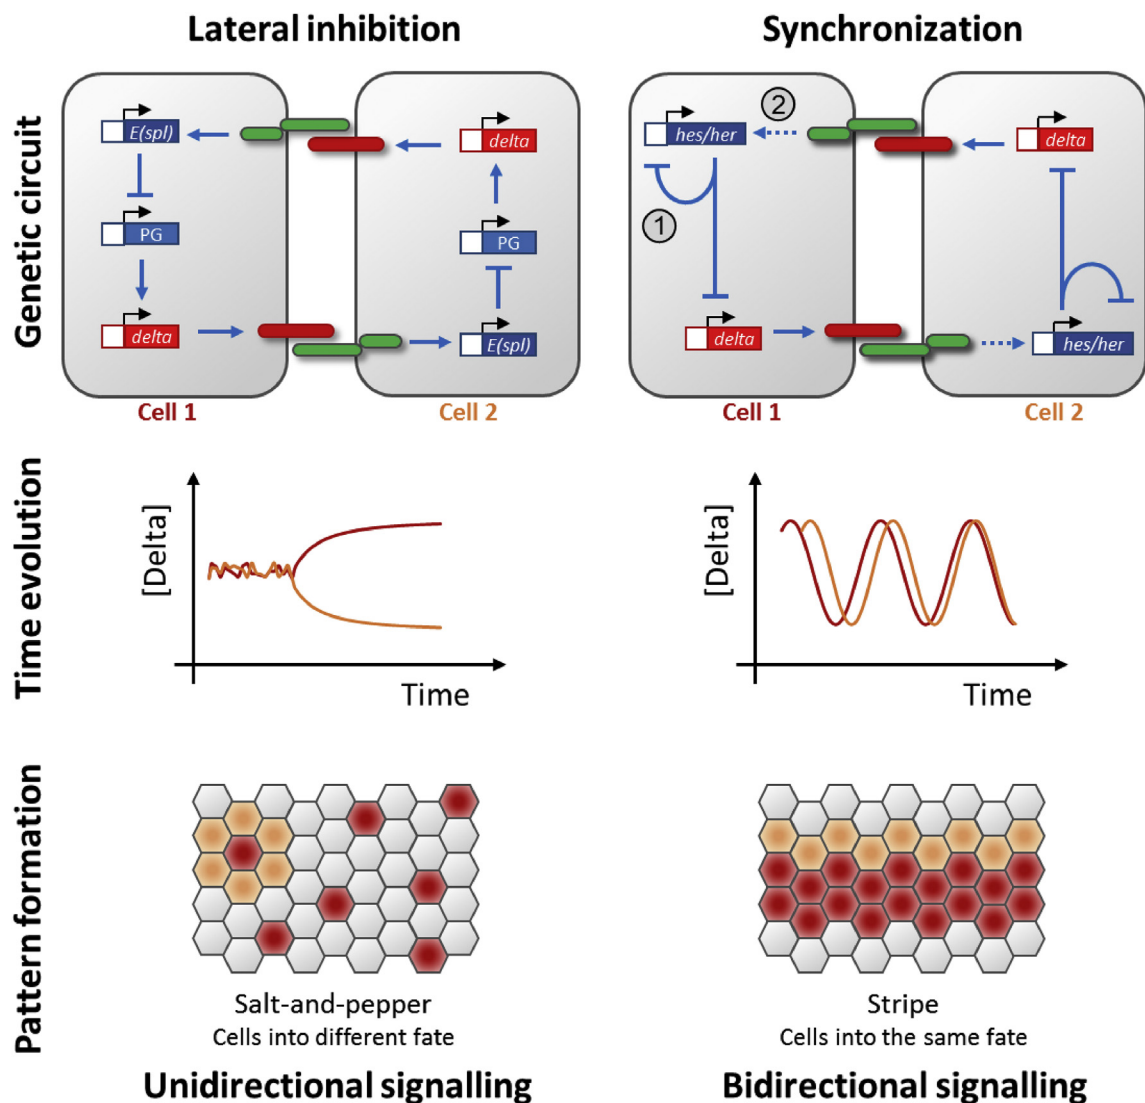 Lateral inhibition
Synchronization
Genetic circuit
E(spl)
delta
PG
PG
delta
E(spl)
Cell 1
Cell 2
2
hes/her
delta
1
delta
hes/her
Cell 1
Cell 2
Time evolution
[Delta]
Time
[Delta]
Time
Pattern formation
Salt-and-pepper
Cells into different fate
Stripe
Cells into the same fate
Unidirectional signalling
Bidirectional signalling